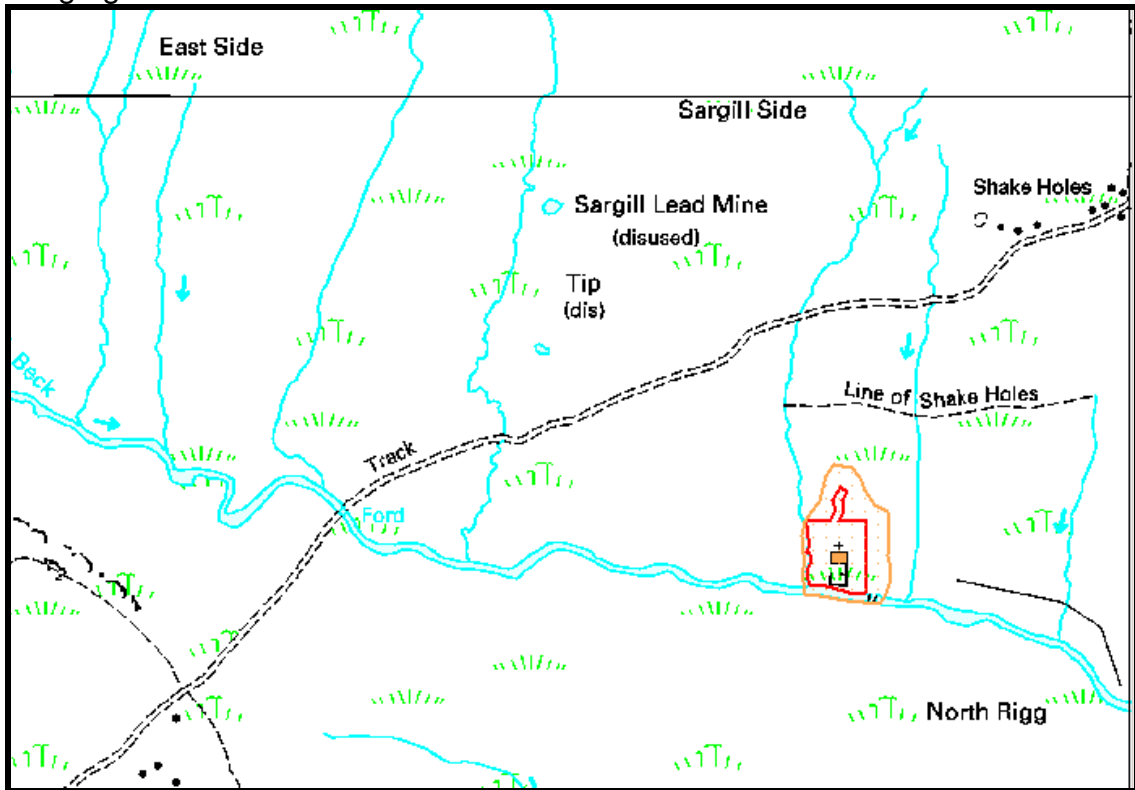 East Side
Sargill Side
Shake Holes
Sargill Lead Mine
(disused)
Tip
(dis)
Beck
Line of Shake Holes
Track
Ford
North Rigg